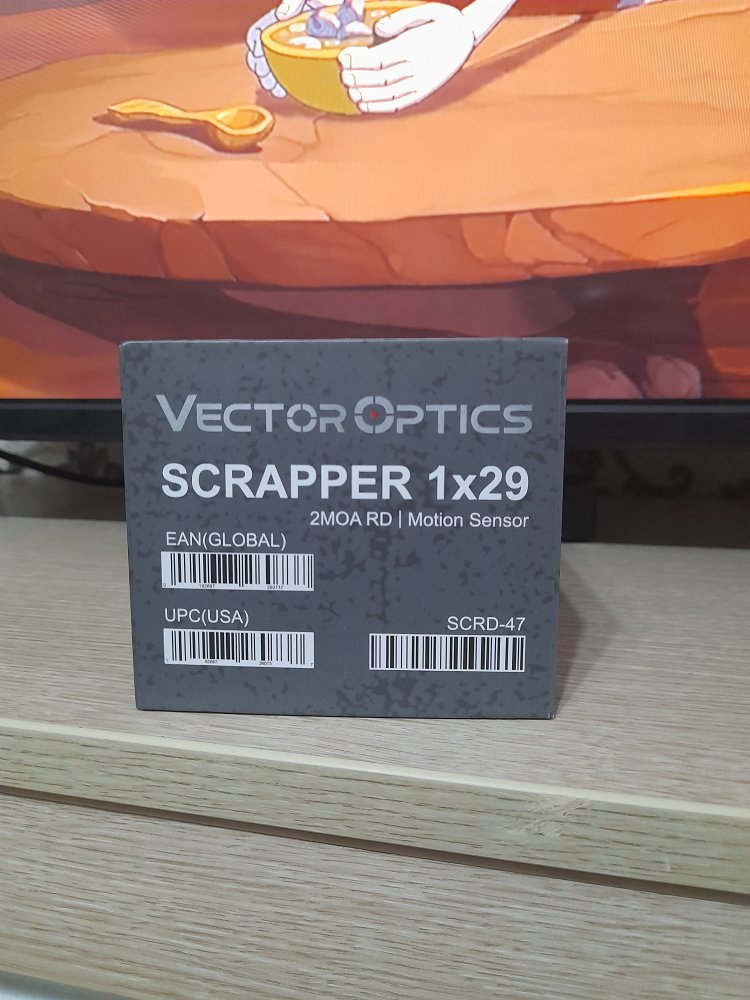 VECTOR OPTICS
SCRAPPER 1x29
2MOA RD | Motion Sensor
EAN(GLOBAL)
UPC(USA)
SCRD-47